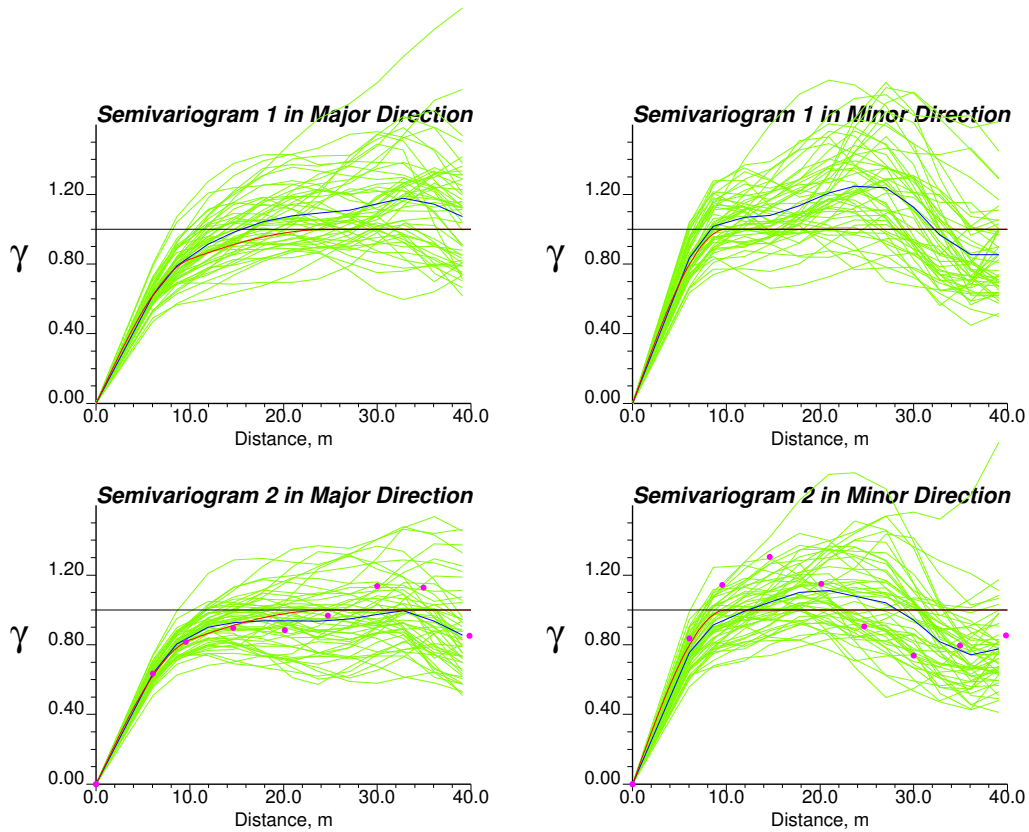 Semivariogram 1 in Major Direction
1.20
γ
0.80
0.40
0.00
0.0 10.0 20.0 30.0 40.0
Distance, m
Semivariogram 1 in Minor Direction
1.20
γ
0.80
0.40
0.00
0.0 10.0 20.0 30.0 40.0
Distance, m
Semivariogram 2 in Major Direction
1.20
γ
0.80
0.40
0.00
0.0 10.0 20.0 30.0 40.0
Distance, m
Semivariogram 2 in Minor Direction
1.20
γ
0.80
0.40
0.00
0.0 10.0 20.0 30.0 40.0
Distance, m